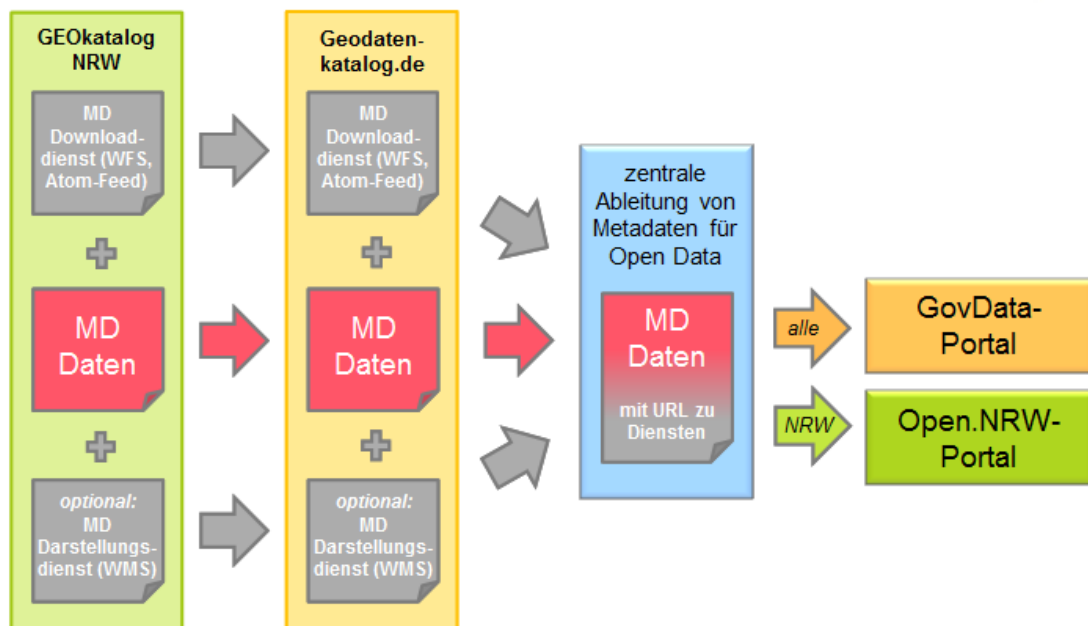 GEOkatalog
NRW
MD
Download-
dienst (WFS,
Atom-Feed)
MD
Daten
optional:
MD
Darstellungs-
dienst (WMS)
Geodaten-
katalog.de
MD
Download-
dienst (WFS,
Atom-Feed)
MD
Daten
optional:
MD
Darstellungs-
dienst (WMS)
zentrale
Ableitung von
Metadaten für
Open Data
MD
Daten
mit URL zu
Diensten
alle
GovData-
Portal
NRW
Open.NRW-
Portal